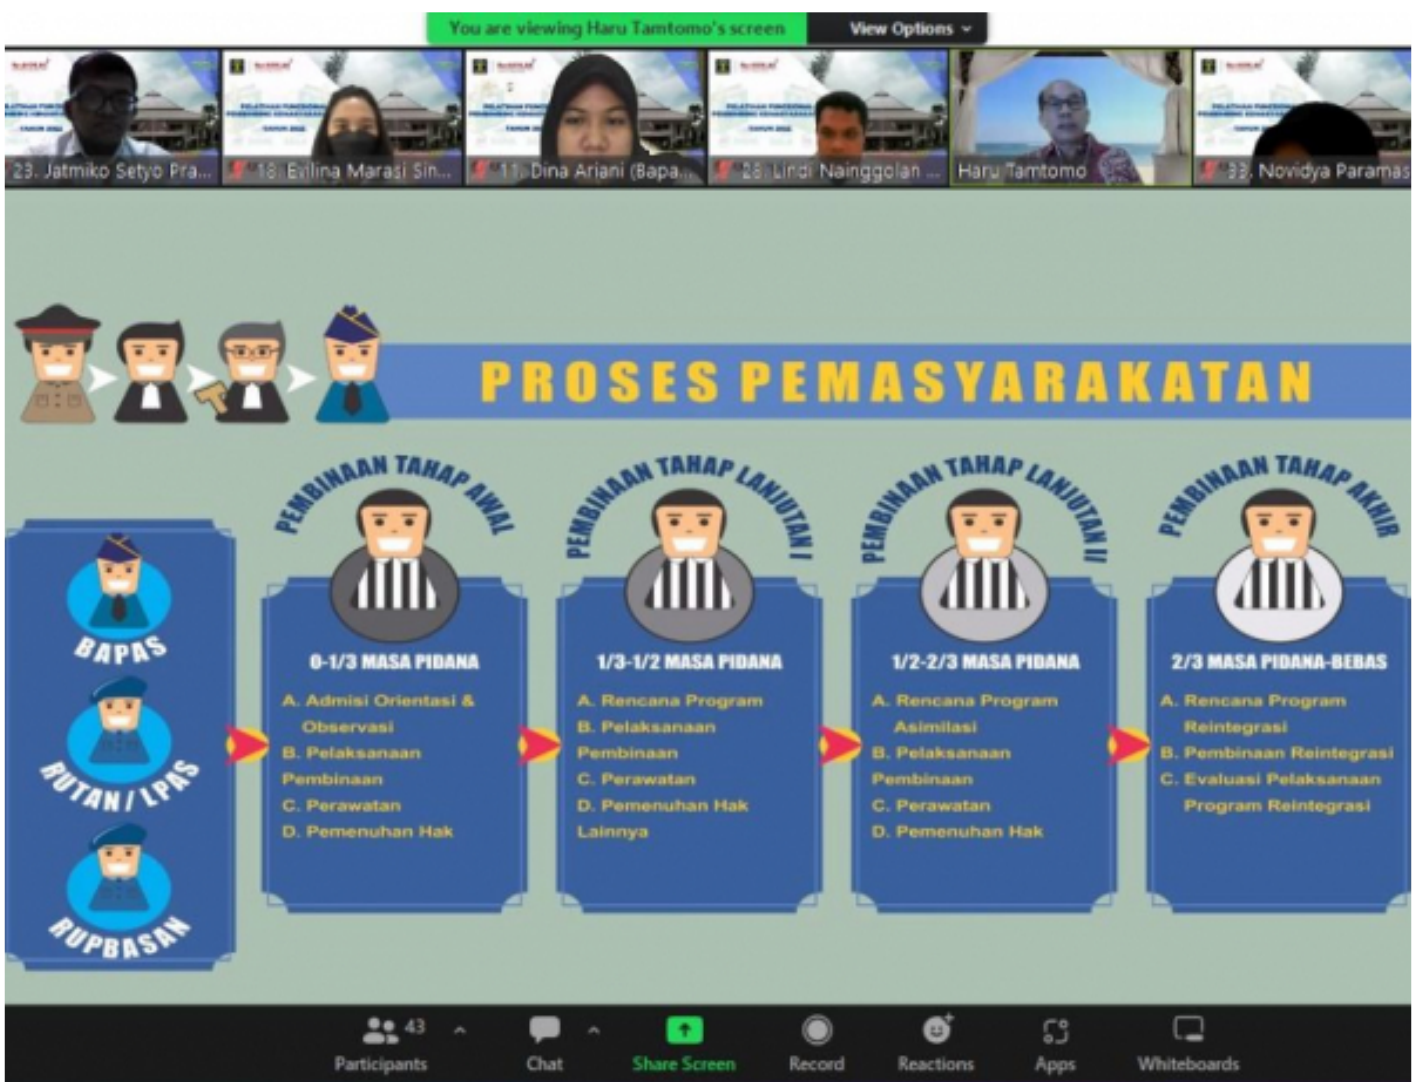 You are viewing Haru Tamtomo's screen
View Options
23. Jatmiko Setyo Pra...
18. Evilina Marasi Sin...
11. Dina Ariani (Bapa...
28. Lindi Nainggolan ...
Haru Tamtomo
33. Novidya Paramas
PROSES PEMASYARAKATAN
BAPAS
RUTAN / LPAS
RUPBASAN
PEMBINAAN TAHAP AWAL
0-1/3 MASA PIDANA
A. Admisi Orientasi &
Observasi
B. Pelaksanaan
Pembinaan
C. Perawatan
D. Pemenuhan Hak
PEMBINAAN TAHAP LANJUTAN I
1/3-1/2 MASA PIDANA
A. Rencana Program
B. Pelaksanaan
Pembinaan
C. Perawatan
D. Pemenuhan Hak
Lainnya
PEMBINAAN TAHAP LANJUTAN II
1/2-2/3 MASA PIDANA
A. Rencana Program
Asimilasi
B. Pelaksanaan
Pembinaan
C. Perawatan
D. Pemenuhan Hak
PEMBINAAN TAHAP AKHIR
2/3 MASA PIDANA-BEBAS
A. Rencana Program
Reintegrasi
B. Pembinaan Reintegrasi
C. Evaluasi Pelaksanaan
Program Reintegrasi
43
Participants
Chat
Share Screen
Record
Reactions
Apps
Whiteboards